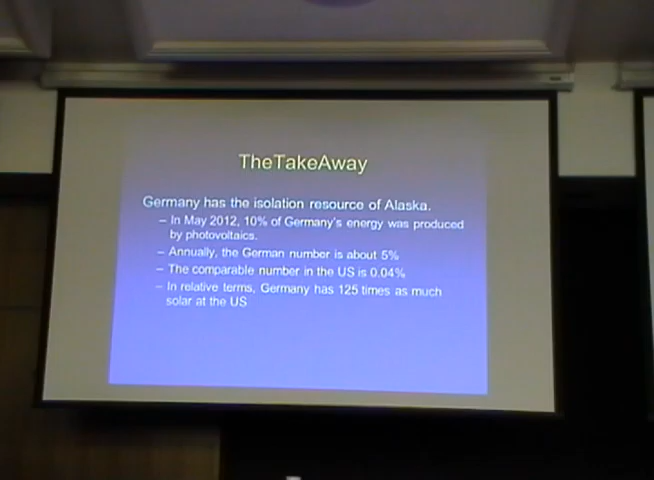 TheTakeAway
Germany has the isolation resource of Alaska.
– In May 2012, 10% of Germany's energy was produced
by photovoltaics.
– Annually, the German number is about 5%
– The comparable number in the US is 0.04%
– In relative terms, Germany has 125 times as much
solar at the US